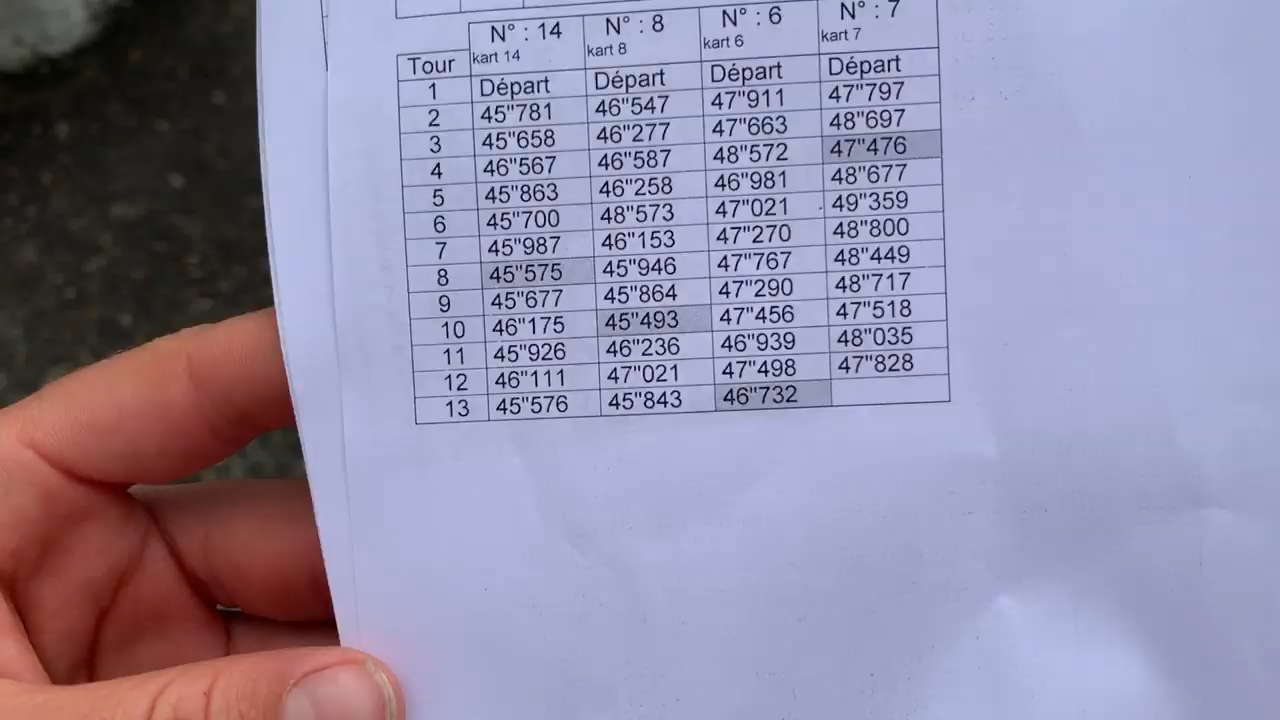 N° : 14 N° : 8 N° : 6 N° : 7
kart 14 kart 8 kart 6 kart 7
Tour
1 Départ Départ Départ Départ
2 45"781 46"547 47"911 47"797
3 45"658 46"277 47"663 48"697
4 46"567 46"587 48"572 47"476
5 45"863 46"258 46"981 48"677
6 45"700 48"573 47"021 49"359
7 45"987 46"153 47"270 48"800
8 45"575 45"946 47"767 48"449
9 45"677 45"864 47"290 48"717
10 46"175 45"493 47"456 47"518
11 45"926 46"236 46"939 48"035
12 46"111 47"021 47"498 47"828
13 45"576 45"843 46"732